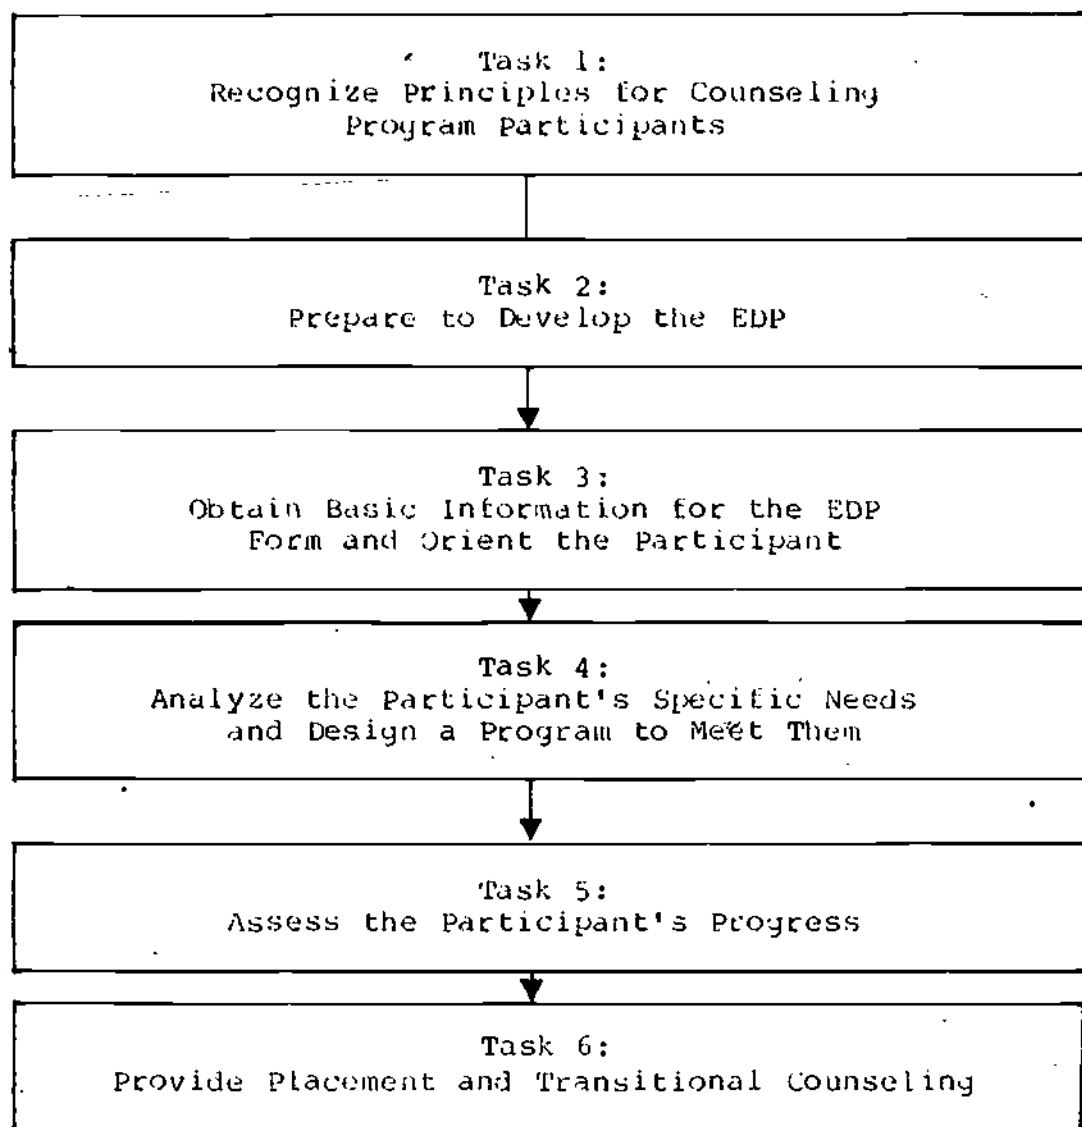 Task 1:
Recognize Principles for Counseling
Program Participants
Task 2:
Prepare to Develop the EDP
Task 3:
Obtain Basic Information for the EDP
Form and Orient the Participant
Task 4:
Analyze the Participant's Specific Needs
and Design a Program to Meet Them
Task 5:
Assess the Participant's Progress
Task 6:
Provide Placement and Transitional Counseling